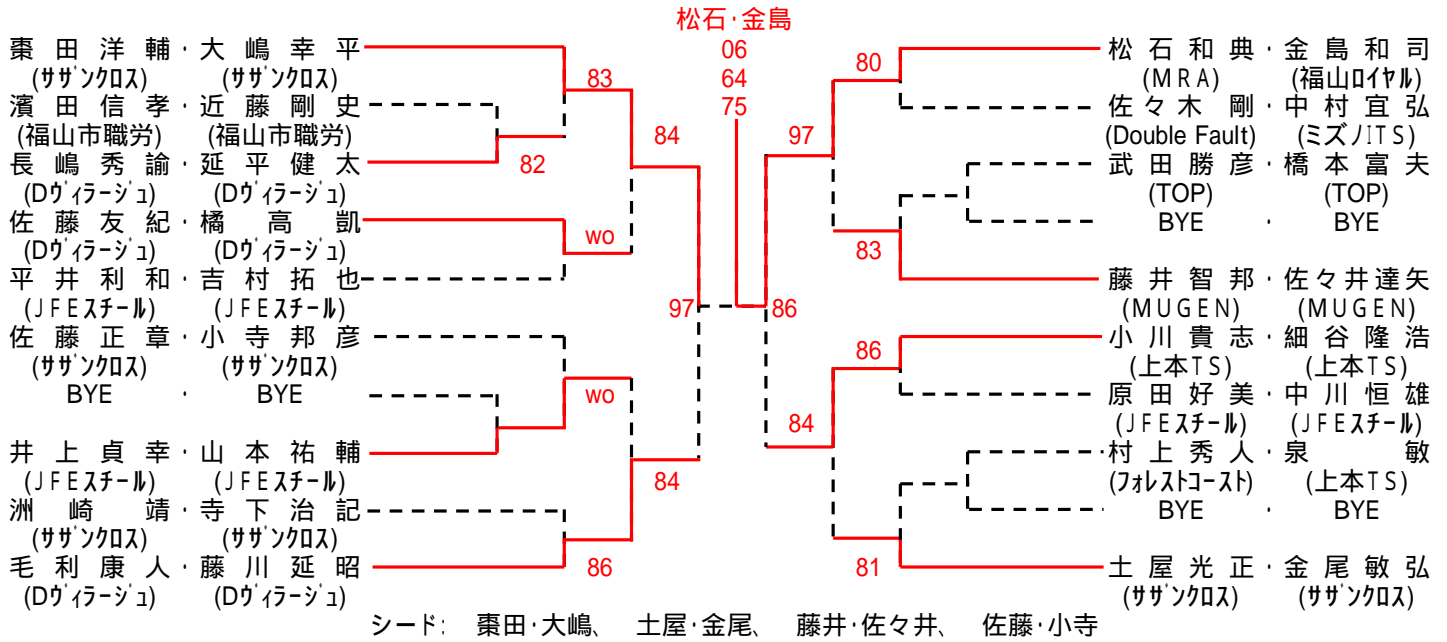 松石・金島
06
64
75
棗田洋輔・大嶋幸平
(サザンクロス) (サザンクロス)
濱田信孝・近藤剛史
(福山市職労) (福山市職労)
長嶋秀諭・延平健太
(Dヴィラージュ) (Dヴィラージュ)
佐藤友紀・橘高凱
(Dヴィラージュ) (Dヴィラージュ)
平井利和・吉村拓也
(JFEスチール) (JFEスチール)
佐藤正章・小寺邦彦
(サザンクロス) (サザンクロス)
BYE ・ BYE
井上貞幸・山本祐輔
(JFEスチール) (JFEスチール)
洲崎靖・寺下治記
(サザンクロス) (サザンクロス)
毛利康人・藤川延昭
(Dヴィラージュ) (Dヴィラージュ)
83
82
84
wo
97
wo
84
86
80
97
83
86
86
84
81
松石和典・金島和司
(MRA) (福山ロイヤル)
佐々木剛・中村宜弘
(Double Fault) (ミズノITS)
武田勝彦・橋本富夫
(TOP) (TOP)
BYE ・ BYE
藤井智邦・佐々井達矢
(MUGEN) (MUGEN)
小川貴志・細谷隆浩
(上本TS) (上本TS)
原田好美・中川恒雄
(JFEスチール) (JFEスチール)
村上秀人・泉敏
(フォレストコースト) (上本TS)
BYE ・ BYE
土屋光正・金尾敏弘
(サザンクロス) (サザンクロス)
シード: 棗田・大嶋、 土屋・金尾、 藤井・佐々井、 佐藤・小寺